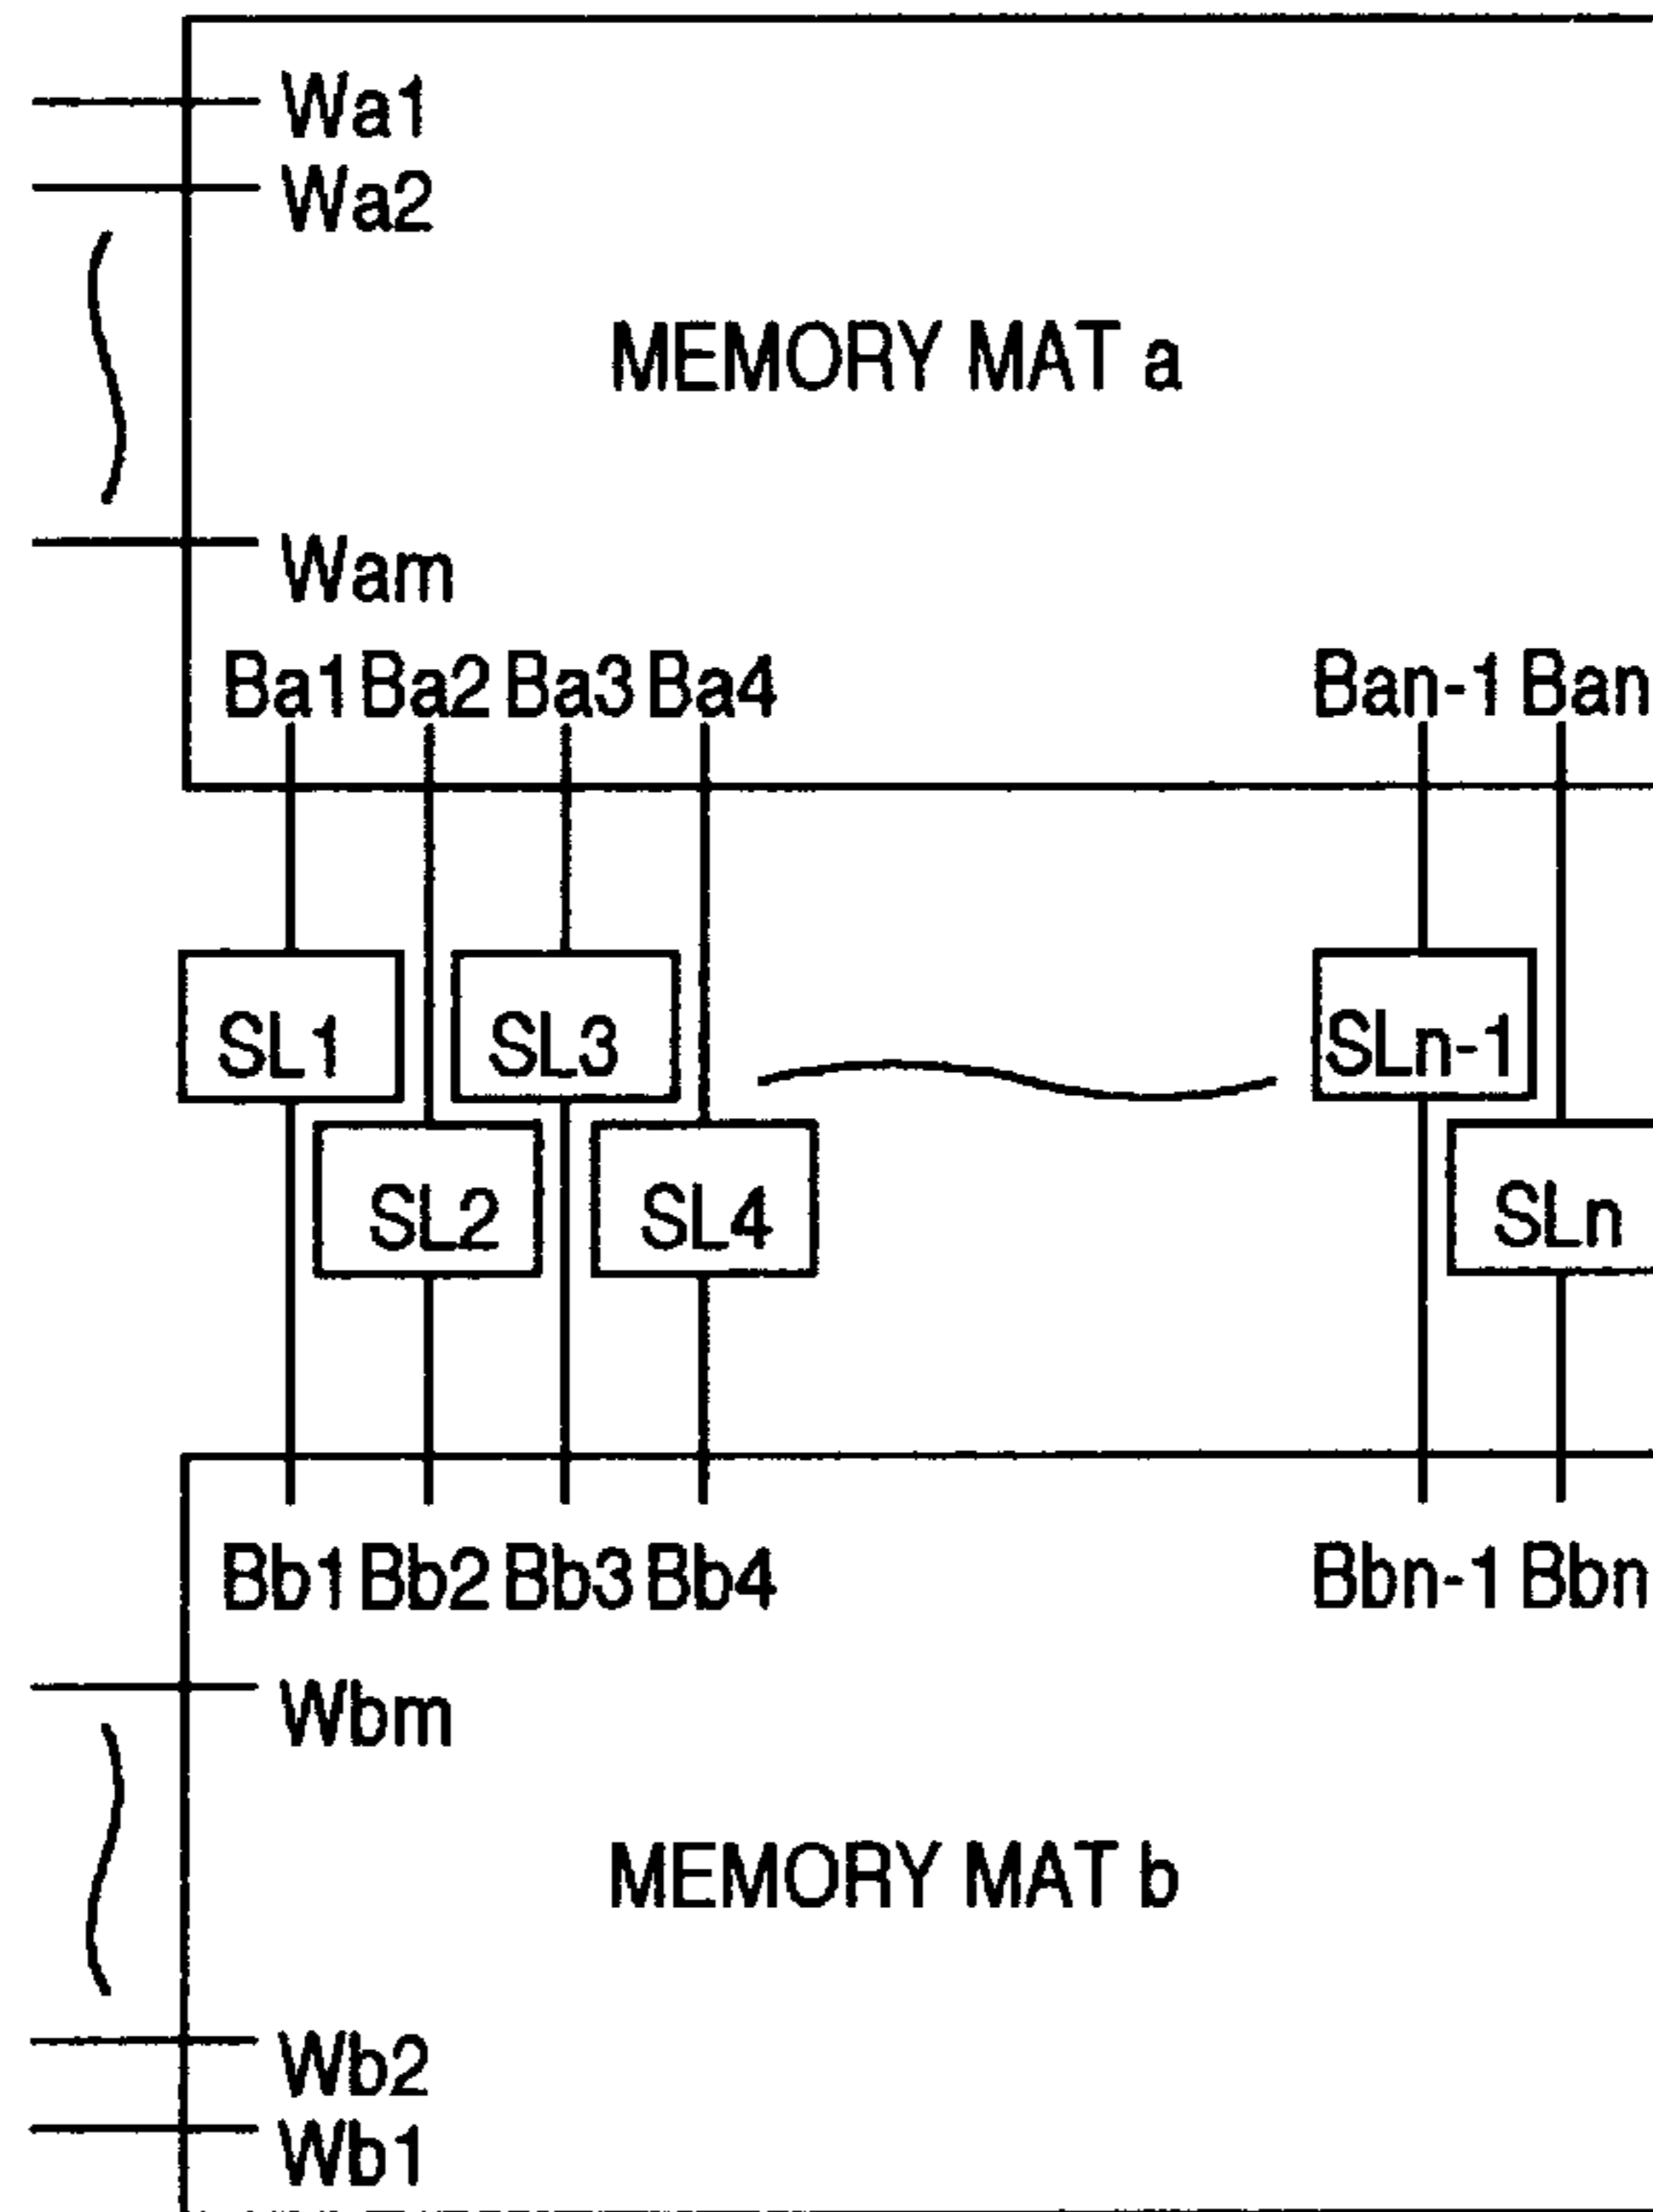 Wa1
Wa2
MEMORY MAT a
Wam
Ba1 Ba2 Ba3 Ba4 Ban-1 Ban
SL1 SL3 SLn-1
SL2 SL4 SLn
Bb1 Bb2 Bb3 Bb4 Bbn-1 Bbn
Wbm
MEMORY MAT b
Wb2
Wb1